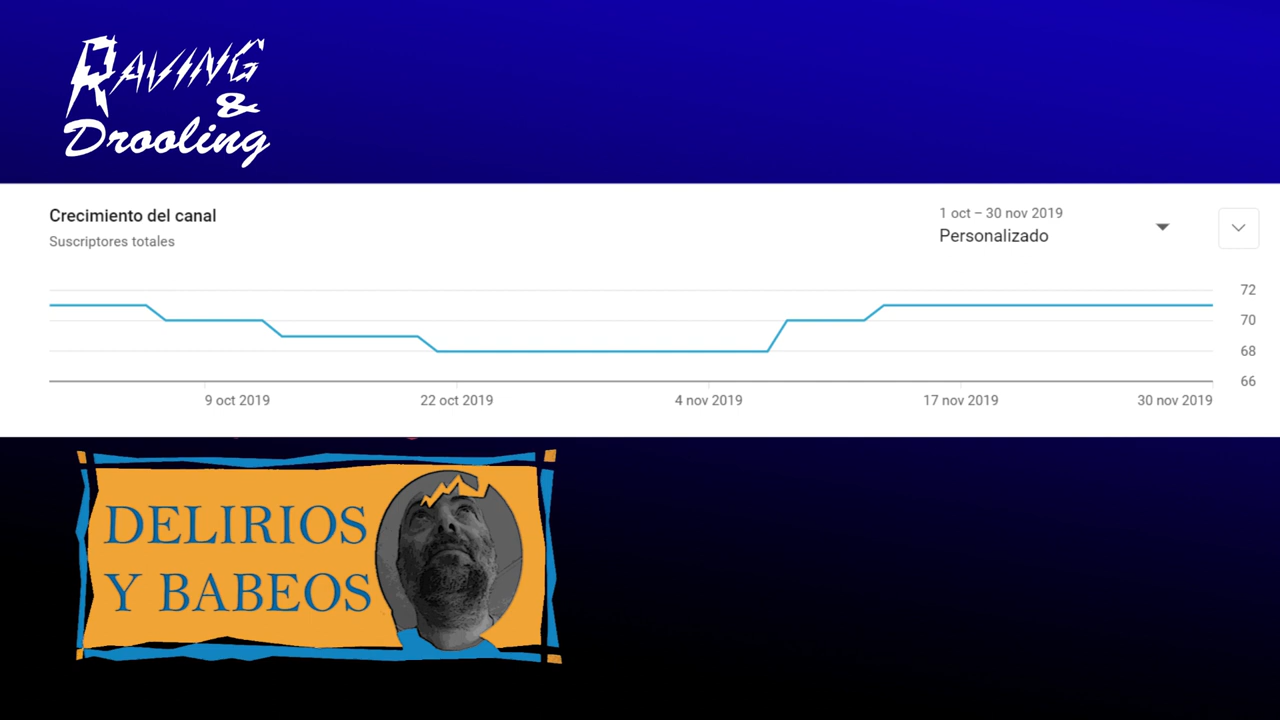 RAVING
&
Drooling
Crecimiento del canal
Suscriptores totales
1 oct – 30 nov 2019
Personalizado
72
70
68
66
9 oct 2019
22 oct 2019
4 nov 2019
17 nov 2019
30 nov 2019
DELIRIOS
Y BABEOS